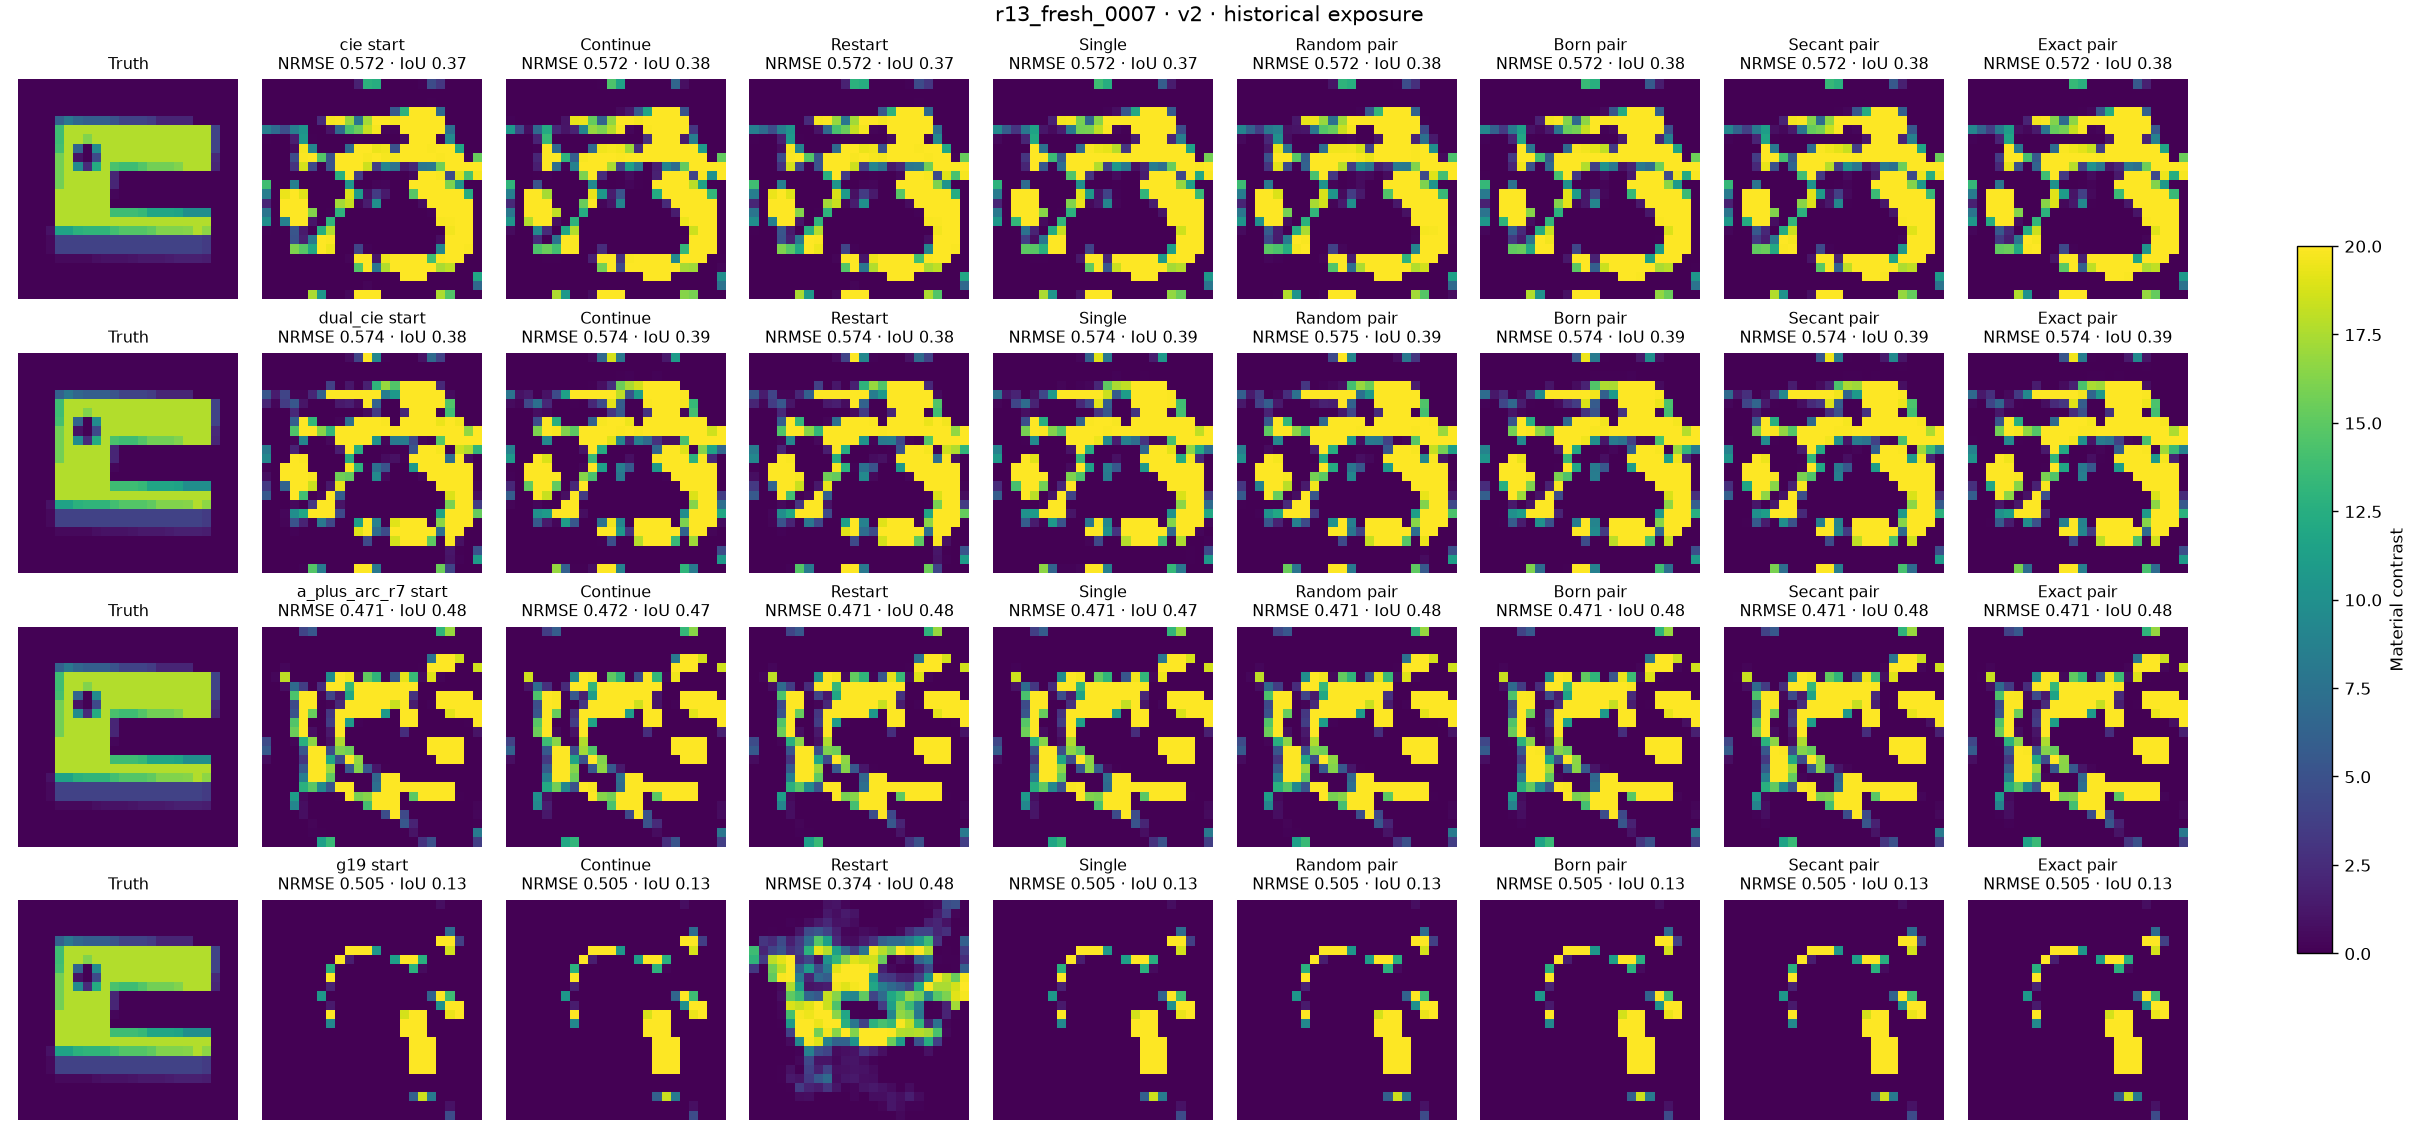 r13_fresh_0007 · v2 · historical exposure
Truth
cie start
NRMSE 0.572 · IoU 0.37
Continue
NRMSE 0.572 · IoU 0.38
Restart
NRMSE 0.572 · IoU 0.37
Single
NRMSE 0.572 · IoU 0.37
Random pair
NRMSE 0.572 · IoU 0.38
Born pair
NRMSE 0.572 · IoU 0.38
Secant pair
NRMSE 0.572 · IoU 0.38
Exact pair
NRMSE 0.572 · IoU 0.38
Truth
dual_cie start
NRMSE 0.574 · IoU 0.38
Continue
NRMSE 0.574 · IoU 0.39
Restart
NRMSE 0.574 · IoU 0.38
Single
NRMSE 0.574 · IoU 0.39
Random pair
NRMSE 0.575 · IoU 0.39
Born pair
NRMSE 0.574 · IoU 0.39
Secant pair
NRMSE 0.574 · IoU 0.39
Exact pair
NRMSE 0.574 · IoU 0.39
Truth
a_plus_arc_r7 start
NRMSE 0.471 · IoU 0.48
Continue
NRMSE 0.472 · IoU 0.47
Restart
NRMSE 0.471 · IoU 0.48
Single
NRMSE 0.471 · IoU 0.47
Random pair
NRMSE 0.471 · IoU 0.48
Born pair
NRMSE 0.471 · IoU 0.48
Secant pair
NRMSE 0.471 · IoU 0.48
Exact pair
NRMSE 0.471 · IoU 0.48
Truth
g19 start
NRMSE 0.505 · IoU 0.13
Continue
NRMSE 0.505 · IoU 0.13
Restart
NRMSE 0.374 · IoU 0.48
Single
NRMSE 0.505 · IoU 0.13
Random pair
NRMSE 0.505 · IoU 0.13
Born pair
NRMSE 0.505 · IoU 0.13
Secant pair
NRMSE 0.505 · IoU 0.13
Exact pair
NRMSE 0.505 · IoU 0.13
20.0
17.5
15.0
12.5
10.0
7.5
5.0
2.5
0.0
Material contrast